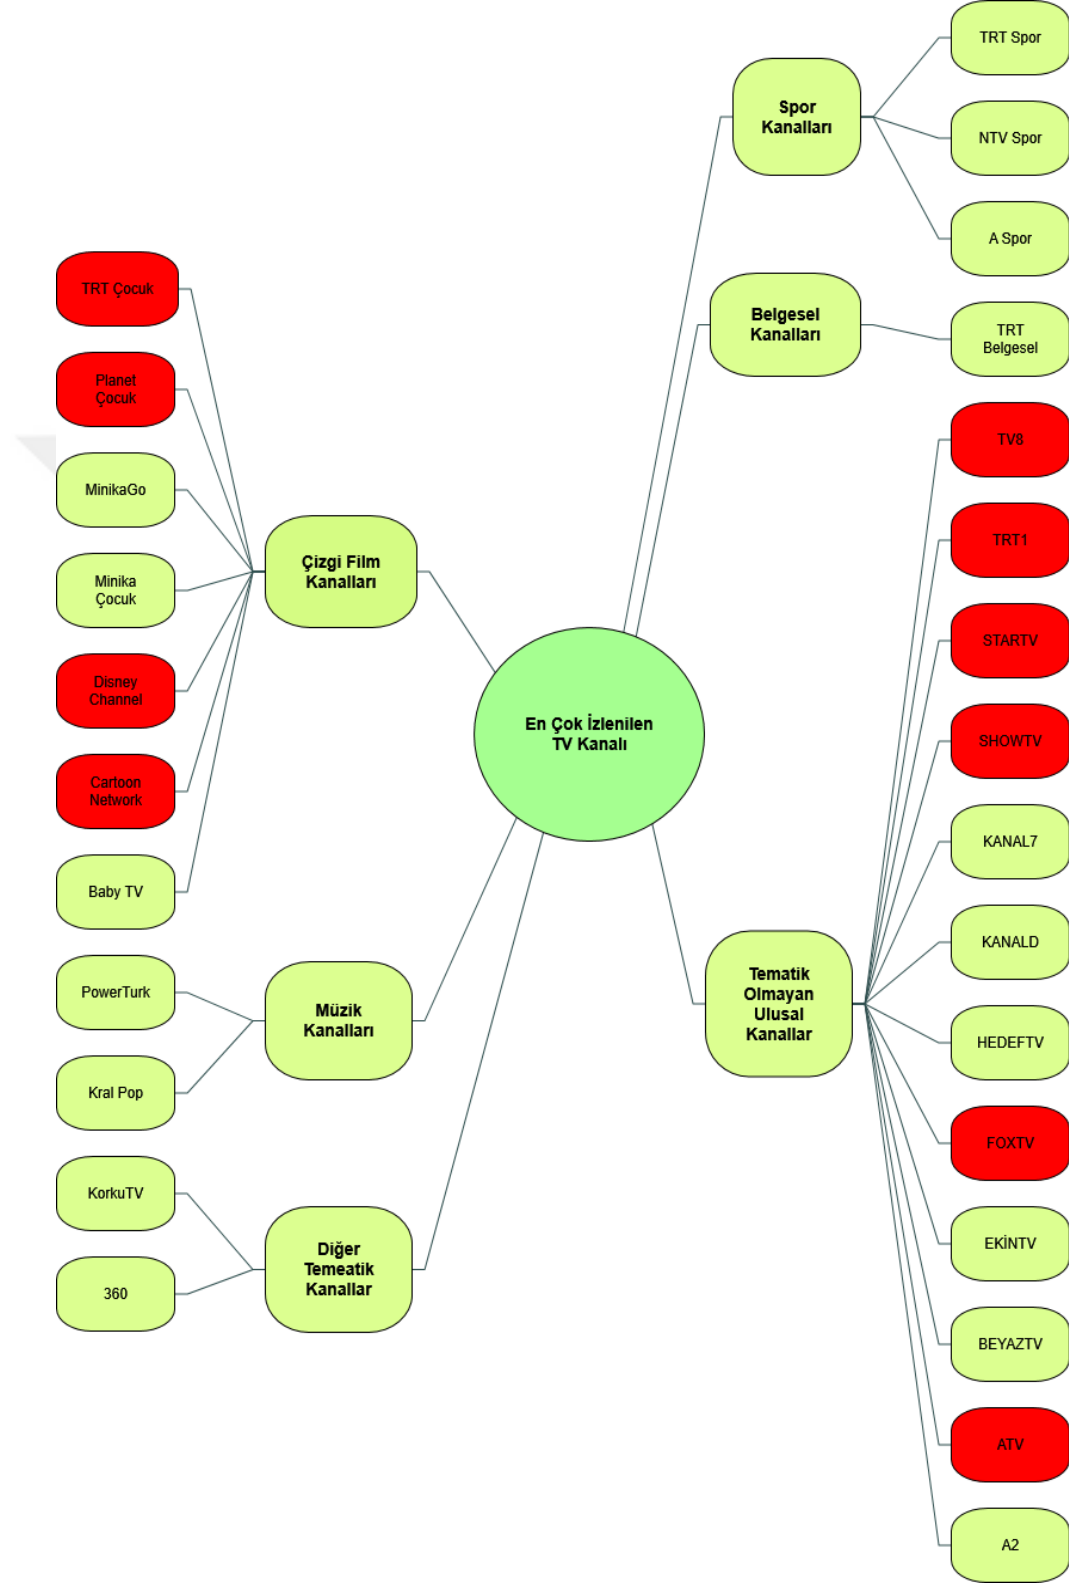 TRT Spor
Spor
Kanalları
NTV Spor
A Spor
Belgesel
Kanalları
TRT
Belgesel
TRT Çocuk
Planet
Çocuk
MinikaGo
Minika
Çocuk
Disney
Channel
Cartoon
Network
Baby TV
Çizgi Film
Kanalları
En Çok İzlenilen
TV Kanalı
PowerTurk
Kral Pop
Müzik
Kanalları
KorkuTV
360
Diğer
Temeatik
Kanallar
Tematik
Olmayan
Ulusal
Kanallar
TV8
TRT1
STARTV
SHOWTV
KANAL7
KANALD
HEDEFTV
FOXTV
EKİNTV
BEYAZTV
ATV
A2